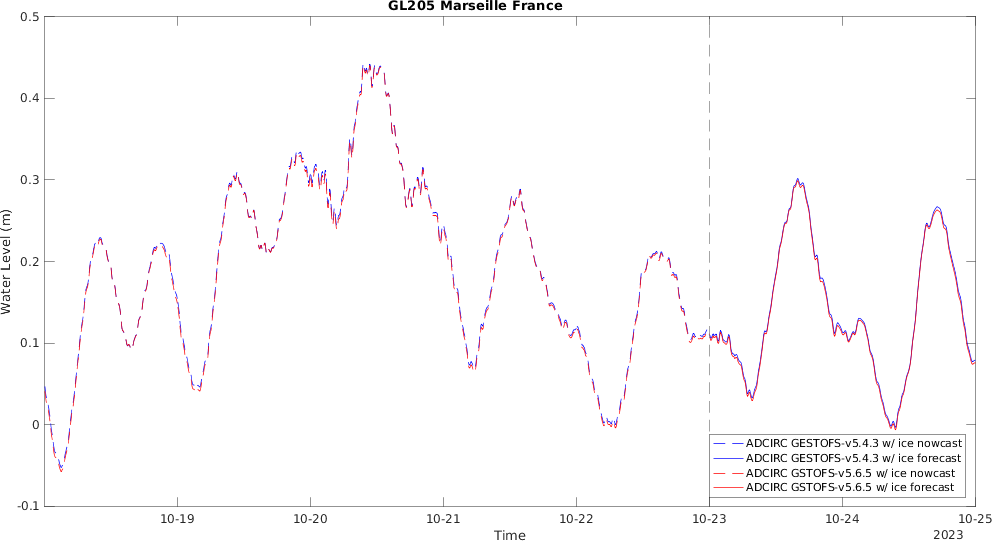 GL205 Marseille France
0.5
0.4
0.3
0.2
0.1
0
-0.1
Water Level (m)
10-19 10-20 10-21 10-22 10-23 10-24 10-25
Time
2023
ADCIRC GESTOFS-v5.4.3 w/ ice nowcast
ADCIRC GESTOFS-v5.4.3 w/ ice forecast
ADCIRC GSTOFS-v5.6.5 w/ ice nowcast
ADCIRC GSTOFS-v5.6.5 w/ ice forecast